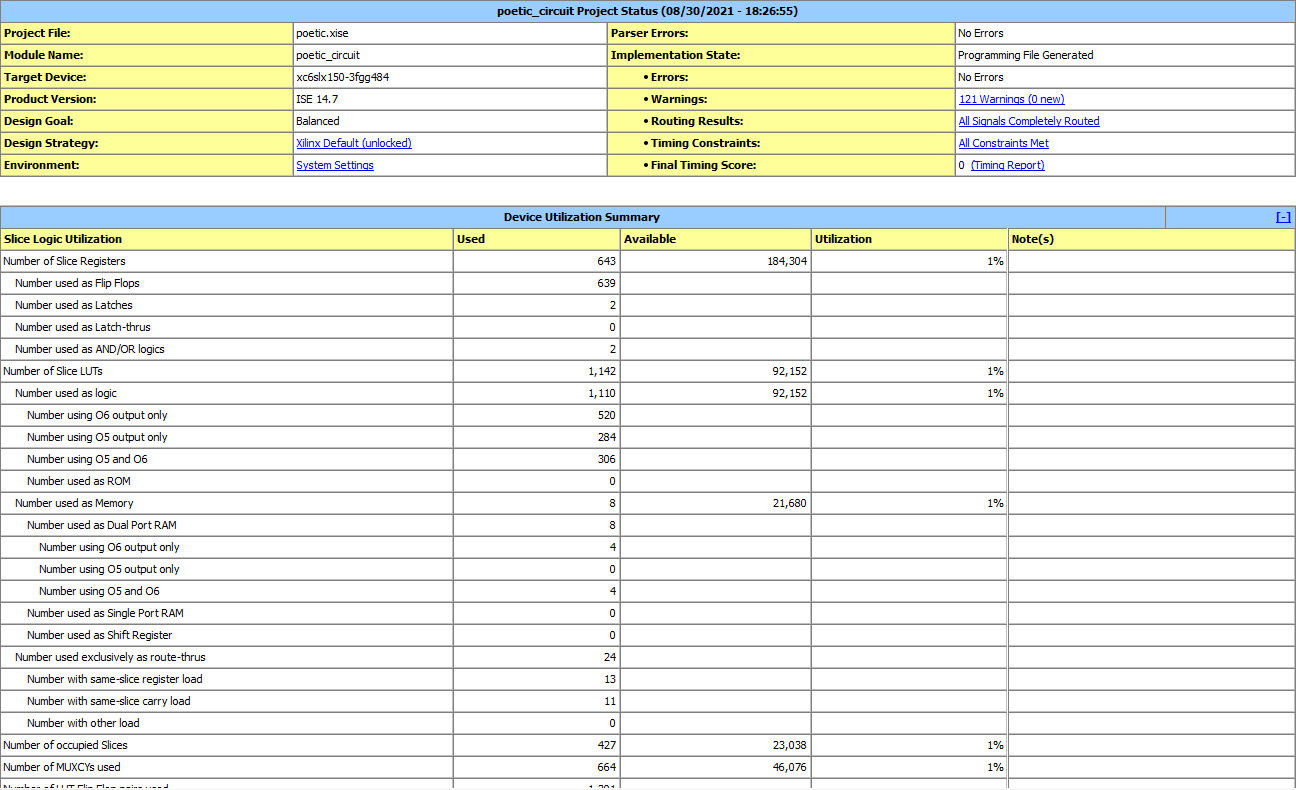 poetic_circuit Project Status (08/30/2021 - 18:26:55)
Project File: poetic.xise Parser Errors: No Errors
Module Name: poetic_circuit Implementation State: Programming File Generated
Target Device: xc6slx150-3fgg484 • Errors: No Errors
Product Version: ISE 14.7 • Warnings: 121 Warnings (0 new)
Design Goal: Balanced • Routing Results: All Signals Completely Routed
Design Strategy: Xilinx Default (unlocked) • Timing Constraints: All Constraints Met
Environment: System Settings • Final Timing Score: 0 (Timing Report)
Device Utilization Summary [-]
Slice Logic Utilization Used Available Utilization Note(s)
Number of Slice Registers 643 184,304 1%
Number used as Flip Flops 639
Number used as Latches 2
Number used as Latch-thrus 0
Number used as AND/OR logics 2
Number of Slice LUTs 1,142 92,152 1%
Number used as logic 1,110 92,152 1%
Number using O6 output only 520
Number using O5 output only 284
Number using O5 and O6 306
Number used as ROM 0
Number used as Memory 8 21,680 1%
Number used as Dual Port RAM 8
Number using O6 output only 4
Number using O5 output only 0
Number using O5 and O6 4
Number used as Single Port RAM 0
Number used as Shift Register 0
Number used exclusively as route-thrus 24
Number with same-slice register load 13
Number with same-slice carry load 11
Number with other load 0
Number of occupied Slices 427 23,038 1%
Number of MUXCYs used 664 46,076 1%
Number of LUT Flip Flop pairs used